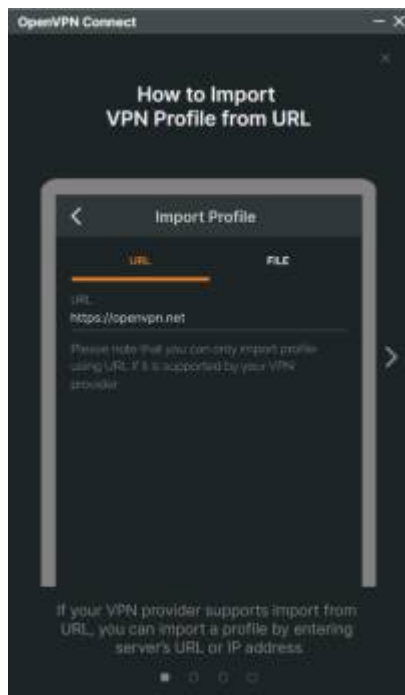 OpenVPN Connect
How to Import
VPN Profile from URL
Import Profile
URL FILE
URL
https://openvpn.net
Please note that you can only import profile
using URL if it is supported by your VPN
provider
If your VPN provider supports import from
URL, you can import a profile by entering
server's URL or IP address